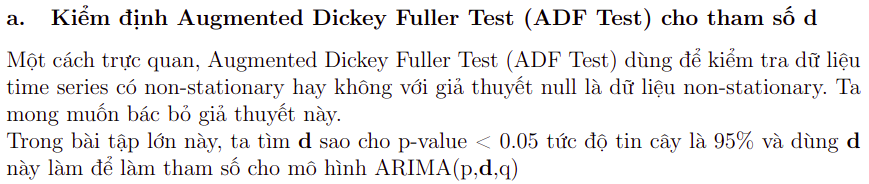 a. Kiểm định Augmented Dickey Fuller Test (ADF Test) cho tham số d
Một cách trực quan, Augmented Dickey Fuller Test (ADF Test) dùng để kiểm tra dữ liệu
time series có non-stationary hay không với giả thuyết null là dữ liệu non-stationary. Ta
mong muốn bác bỏ giả thuyết này.
Trong bài tập lớn này, ta tìm d sao cho p-value < 0.05 tức độ tin cây là 95% và dùng d
này làm để làm tham số cho mô hình ARIMA(p,d,q)